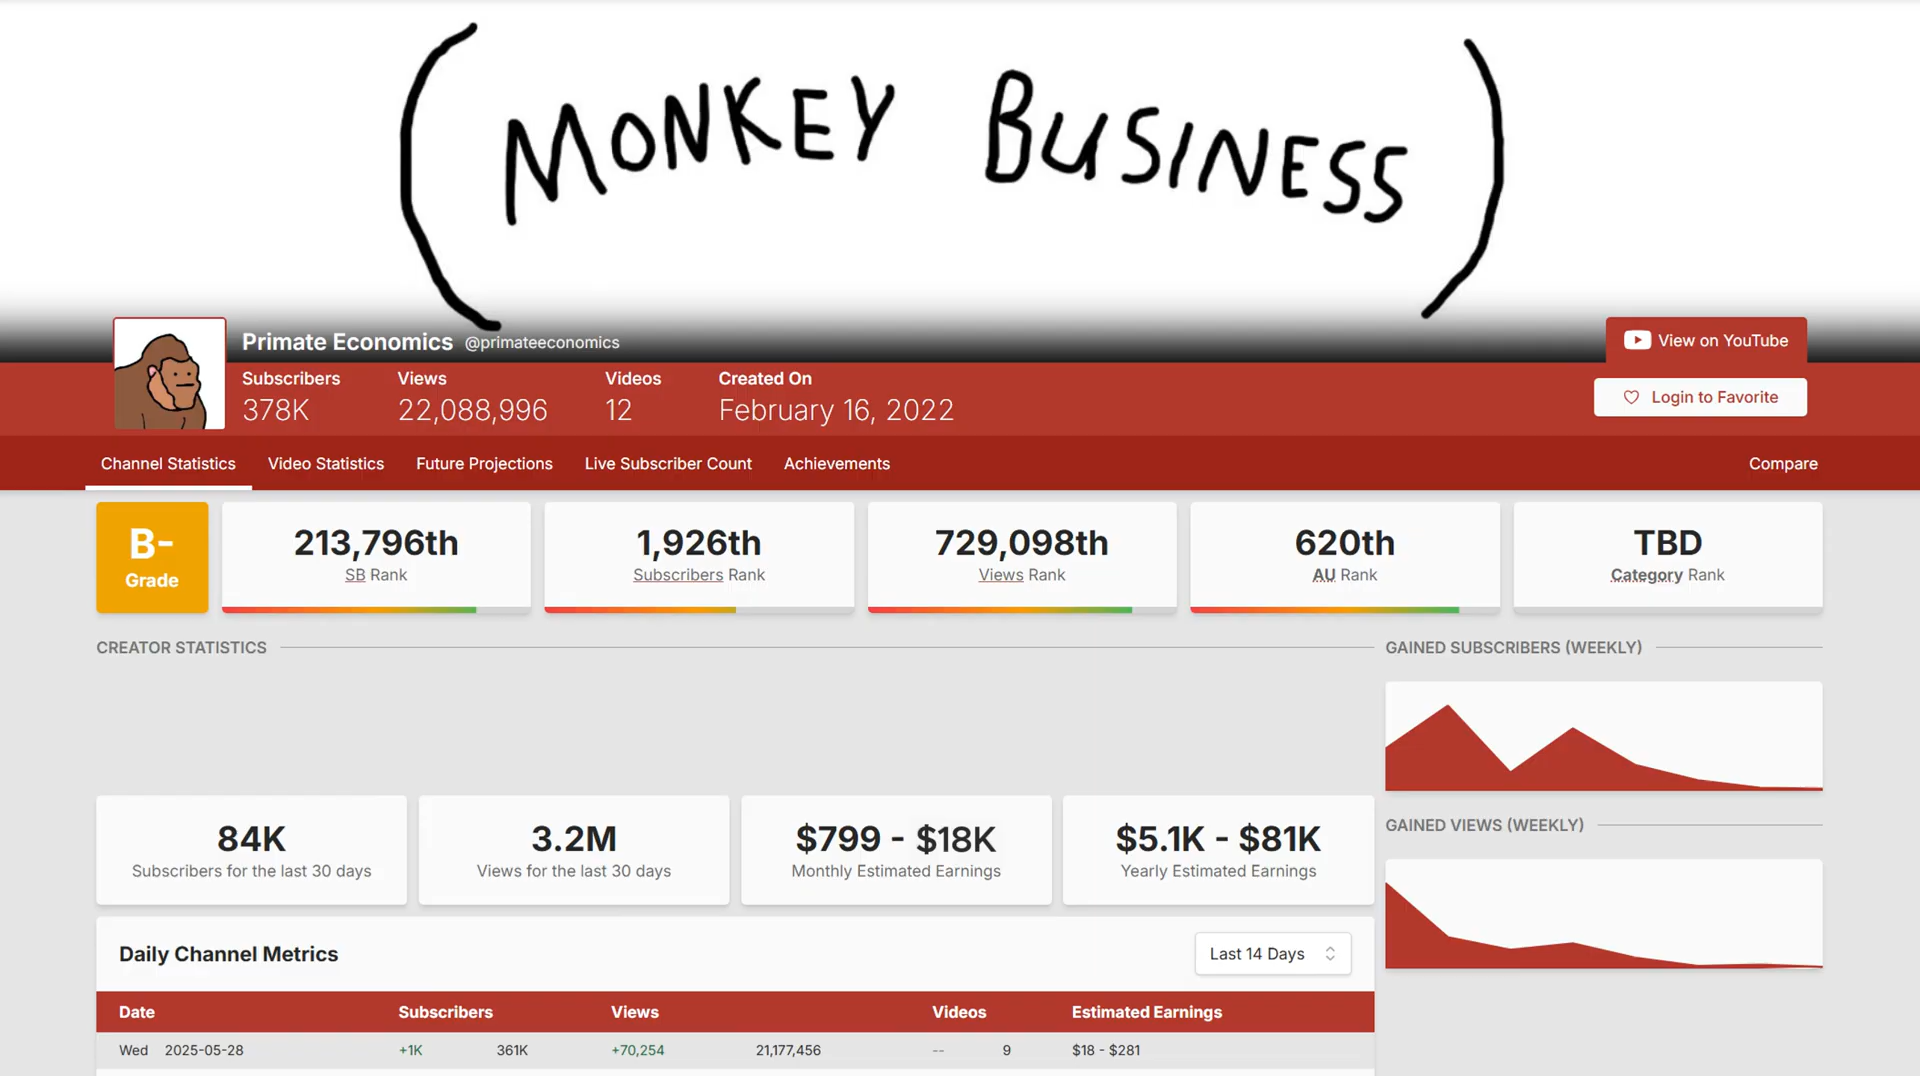 (MONKEY BUSINESS)
Primate Economics @primateeconomics
View on YouTube
Subscribers Views Videos Created On
378K 22,088,996 12 February 16, 2022
Login to Favorite
Channel Statistics Video Statistics Future Projections Live Subscriber Count Achievements Compare
B- 213,796th 1,926th 729,098th 620th TBD
Grade SB Rank Subscribers Rank Views Rank AU Rank Category Rank
CREATOR STATISTICS
GAINED SUBSCRIBERS (WEEKLY)
84K 3.2M $799 - $18K $5.1K - $81K
Subscribers for the last 30 days Views for the last 30 days Monthly Estimated Earnings Yearly Estimated Earnings
GAINED VIEWS (WEEKLY)
Daily Channel Metrics Last 14 Days
Date Subscribers Views Videos Estimated Earnings
Wed 2025-05-28 +1K 361K +70,254 21,177,456 -- 9 $18 - $281